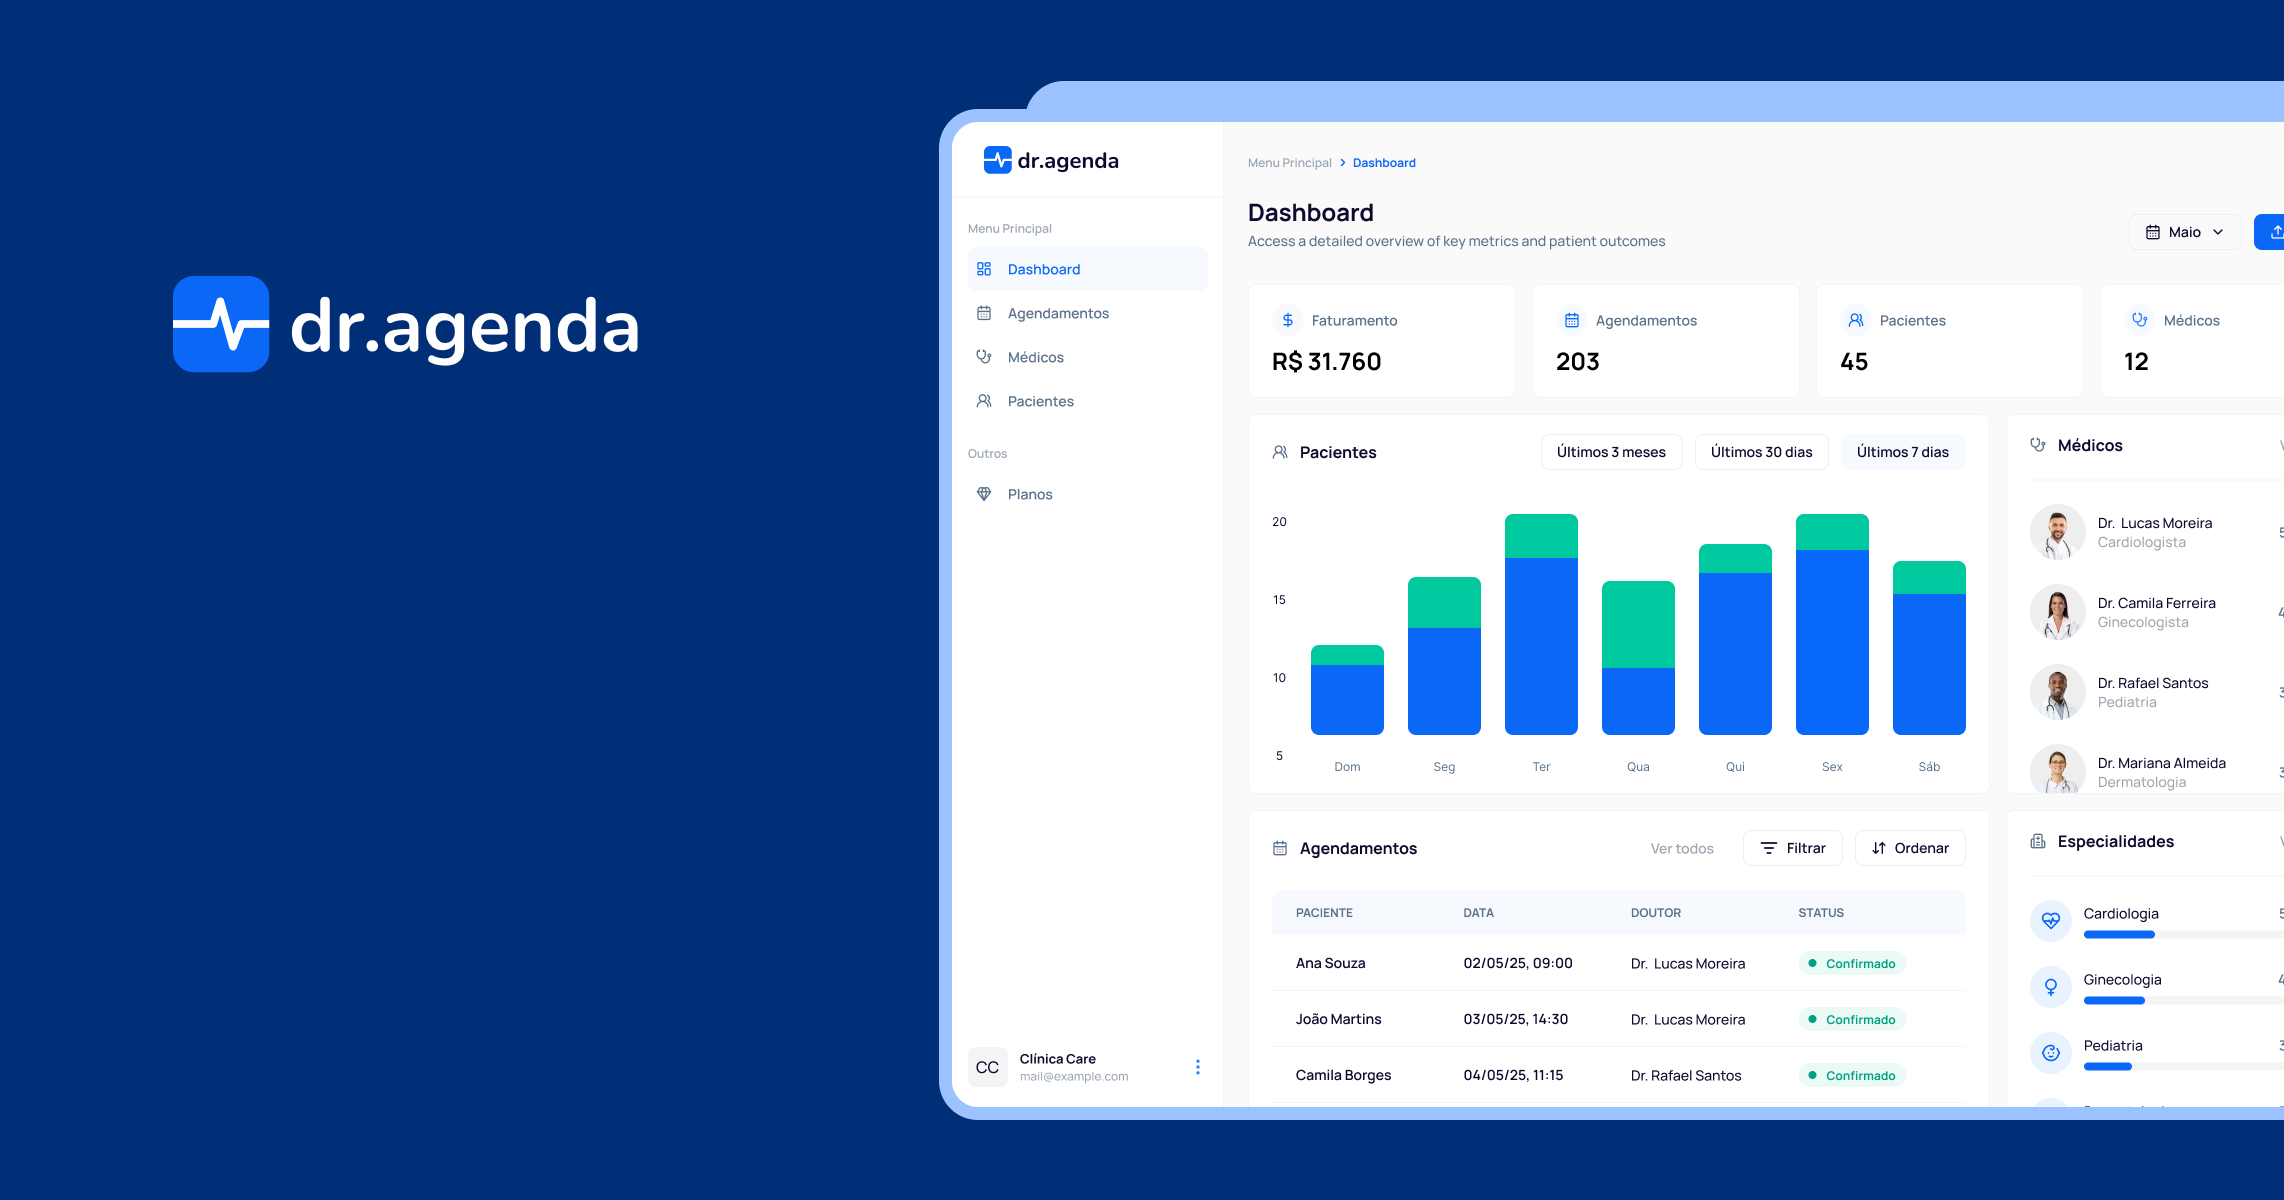 dr.agenda
dr.agenda
Menu Principal
Dashboard
Agendamentos
Médicos
Pacientes
Outros
Planos
CC
Clínica Care
mail@example.com
Menu Principal > Dashboard
Dashboard
Access a detailed overview of key metrics and patient outcomes
Maio
Faturamento
R$ 31.760
Agendamentos
203
Pacientes
45
Médicos
12
Pacientes
Últimos 3 meses
Últimos 30 dias
Últimos 7 dias
20
15
10
5
Dom Seg Ter Qua Qui Sex Sáb
Médicos
Dr. Lucas Moreira
Cardiologista
Dr. Camila Ferreira
Ginecologista
Dr. Rafael Santos
Pediatria
Dr. Mariana Almeida
Dermatologia
Agendamentos
Ver todos
Filtrar
Ordenar
PACIENTE DATA DOUTOR STATUS
Ana Souza 02/05/25, 09:00 Dr. Lucas Moreira Confirmado
João Martins 03/05/25, 14:30 Dr. Lucas Moreira Confirmado
Camila Borges 04/05/25, 11:15 Dr. Rafael Santos Confirmado
Especialidades
Cardiologia
Ginecologia
Pediatria